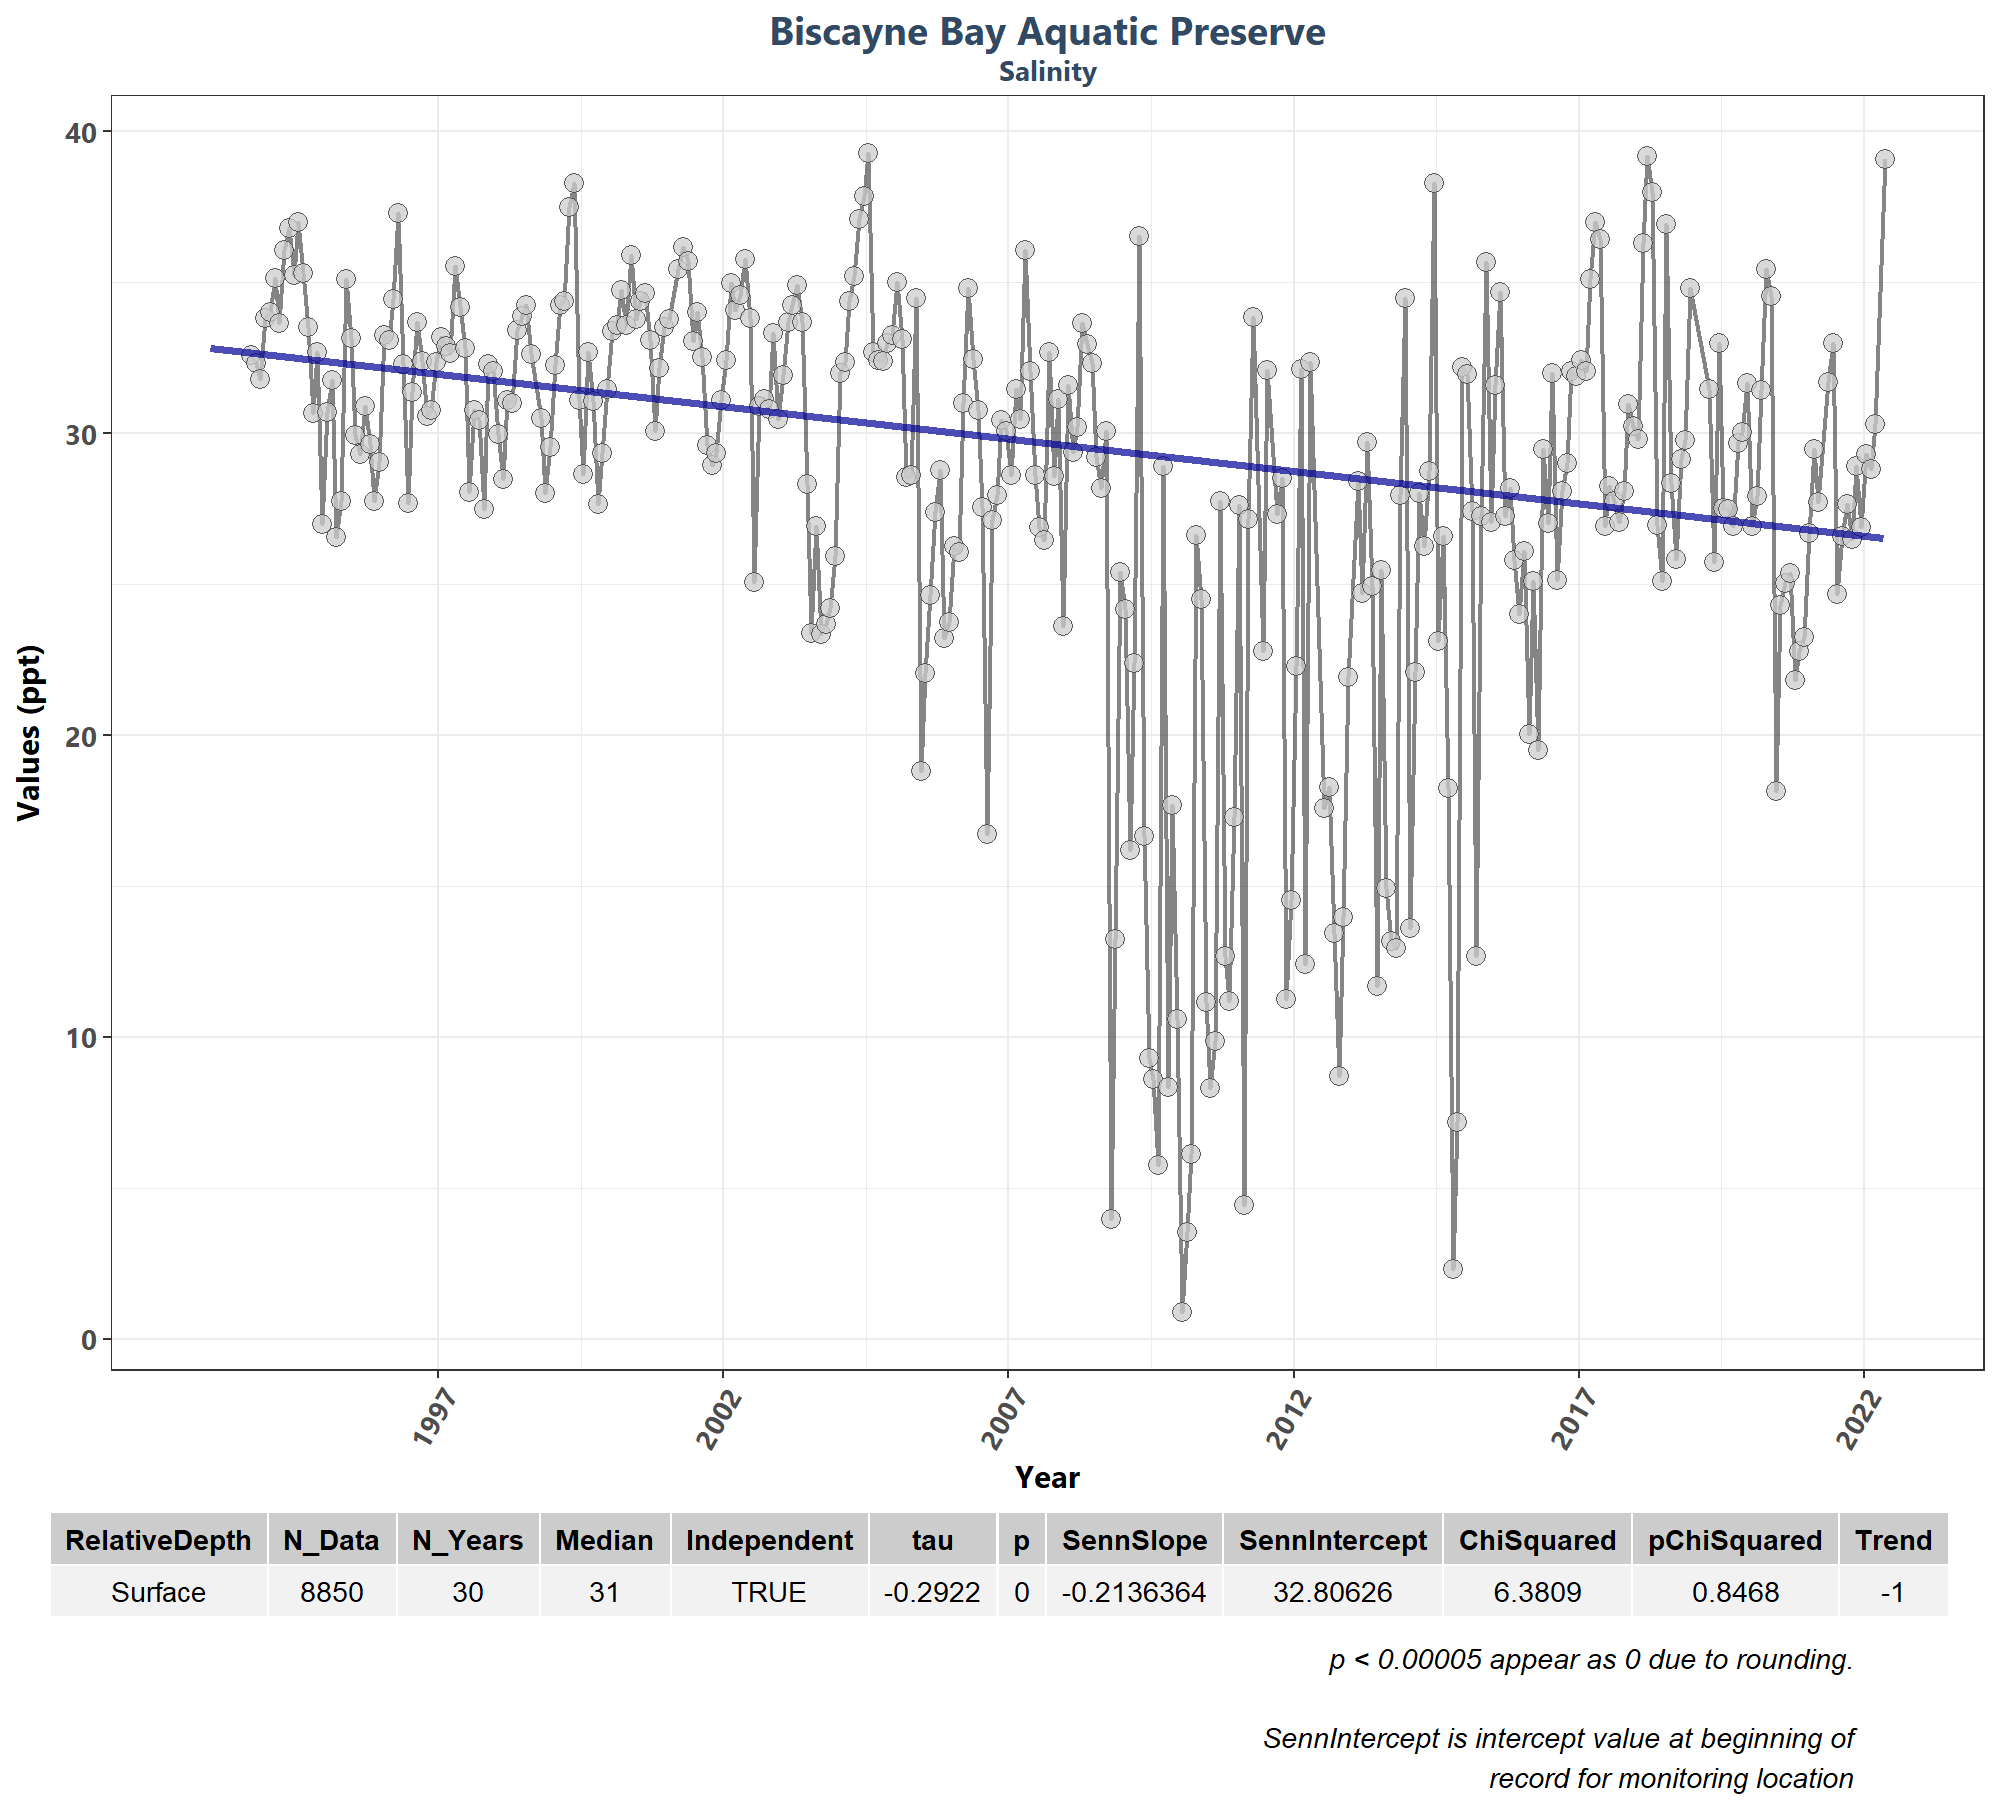 Biscayne Bay Aquatic Preserve
Salinity
Values (ppt)
40
30
20
10
0
1997 2002 2007 2012 2017 2022
Year
RelativeDepth N_Data N_Years Median Independent tau p SennSlope SennIntercept ChiSquared pChiSquared Trend
Surface 8850 30 31 TRUE -0.2922 0 -0.2136364 32.80626 6.3809 0.8468 -1
p < 0.00005 appear as 0 due to rounding.
SennIntercept is intercept value at beginning of
record for monitoring location